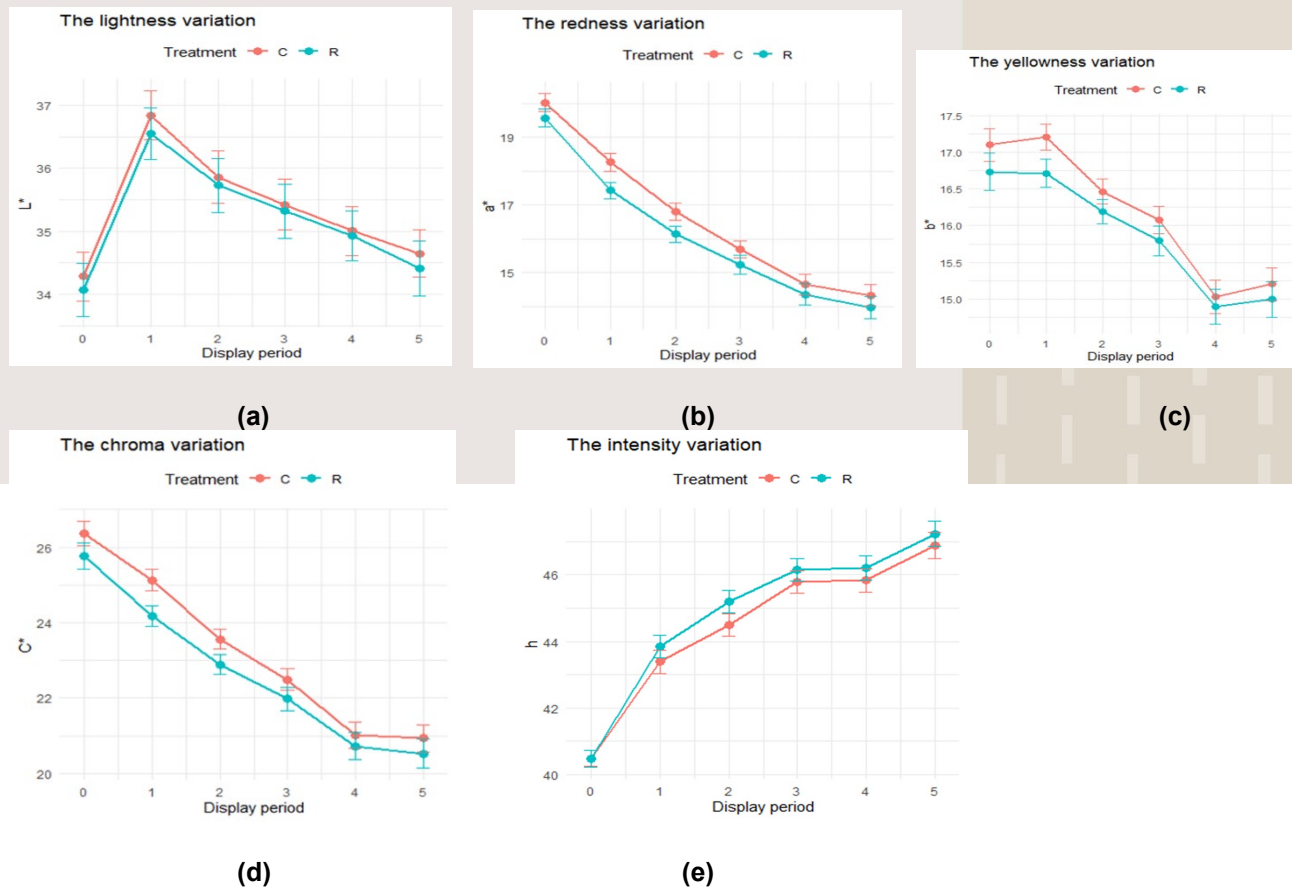 The lightness variation
Treatment C R
37
36
35
34
L*
0 1 2 3 4 5
Display period
(a)
The redness variation
Treatment C R
19
17
15
a*
0 1 2 3 4 5
Display period
(b)
The yellowness variation
Treatment C R
17.5
17.0
16.5
16.0
15.5
15.0
b*
0 1 2 3 4 5
Display period
(c)
The chroma variation
Treatment C R
26
24
22
20
C*
0 1 2 3 4 5
Display period
(d)
The intensity variation
Treatment C R
46
44
42
40
h
0 1 2 3 4 5
Display period
(e)